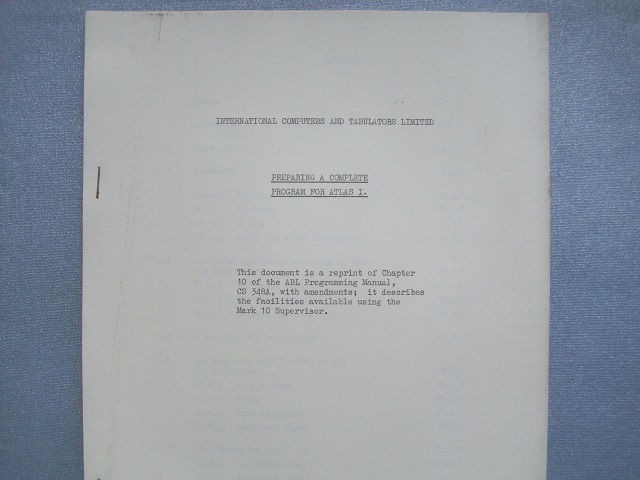 INTERNATIONAL COMPUTERS AND TABULATORS LIMITED
PREPARING A COMPLETE
PROGRAM FOR ATLAS I.
This document is a reprint of Chapter
10 of the ABL Programming Manual,
CS 348A, with amendments; it describes
the facilities available using the
Mark 10 Supervisor.